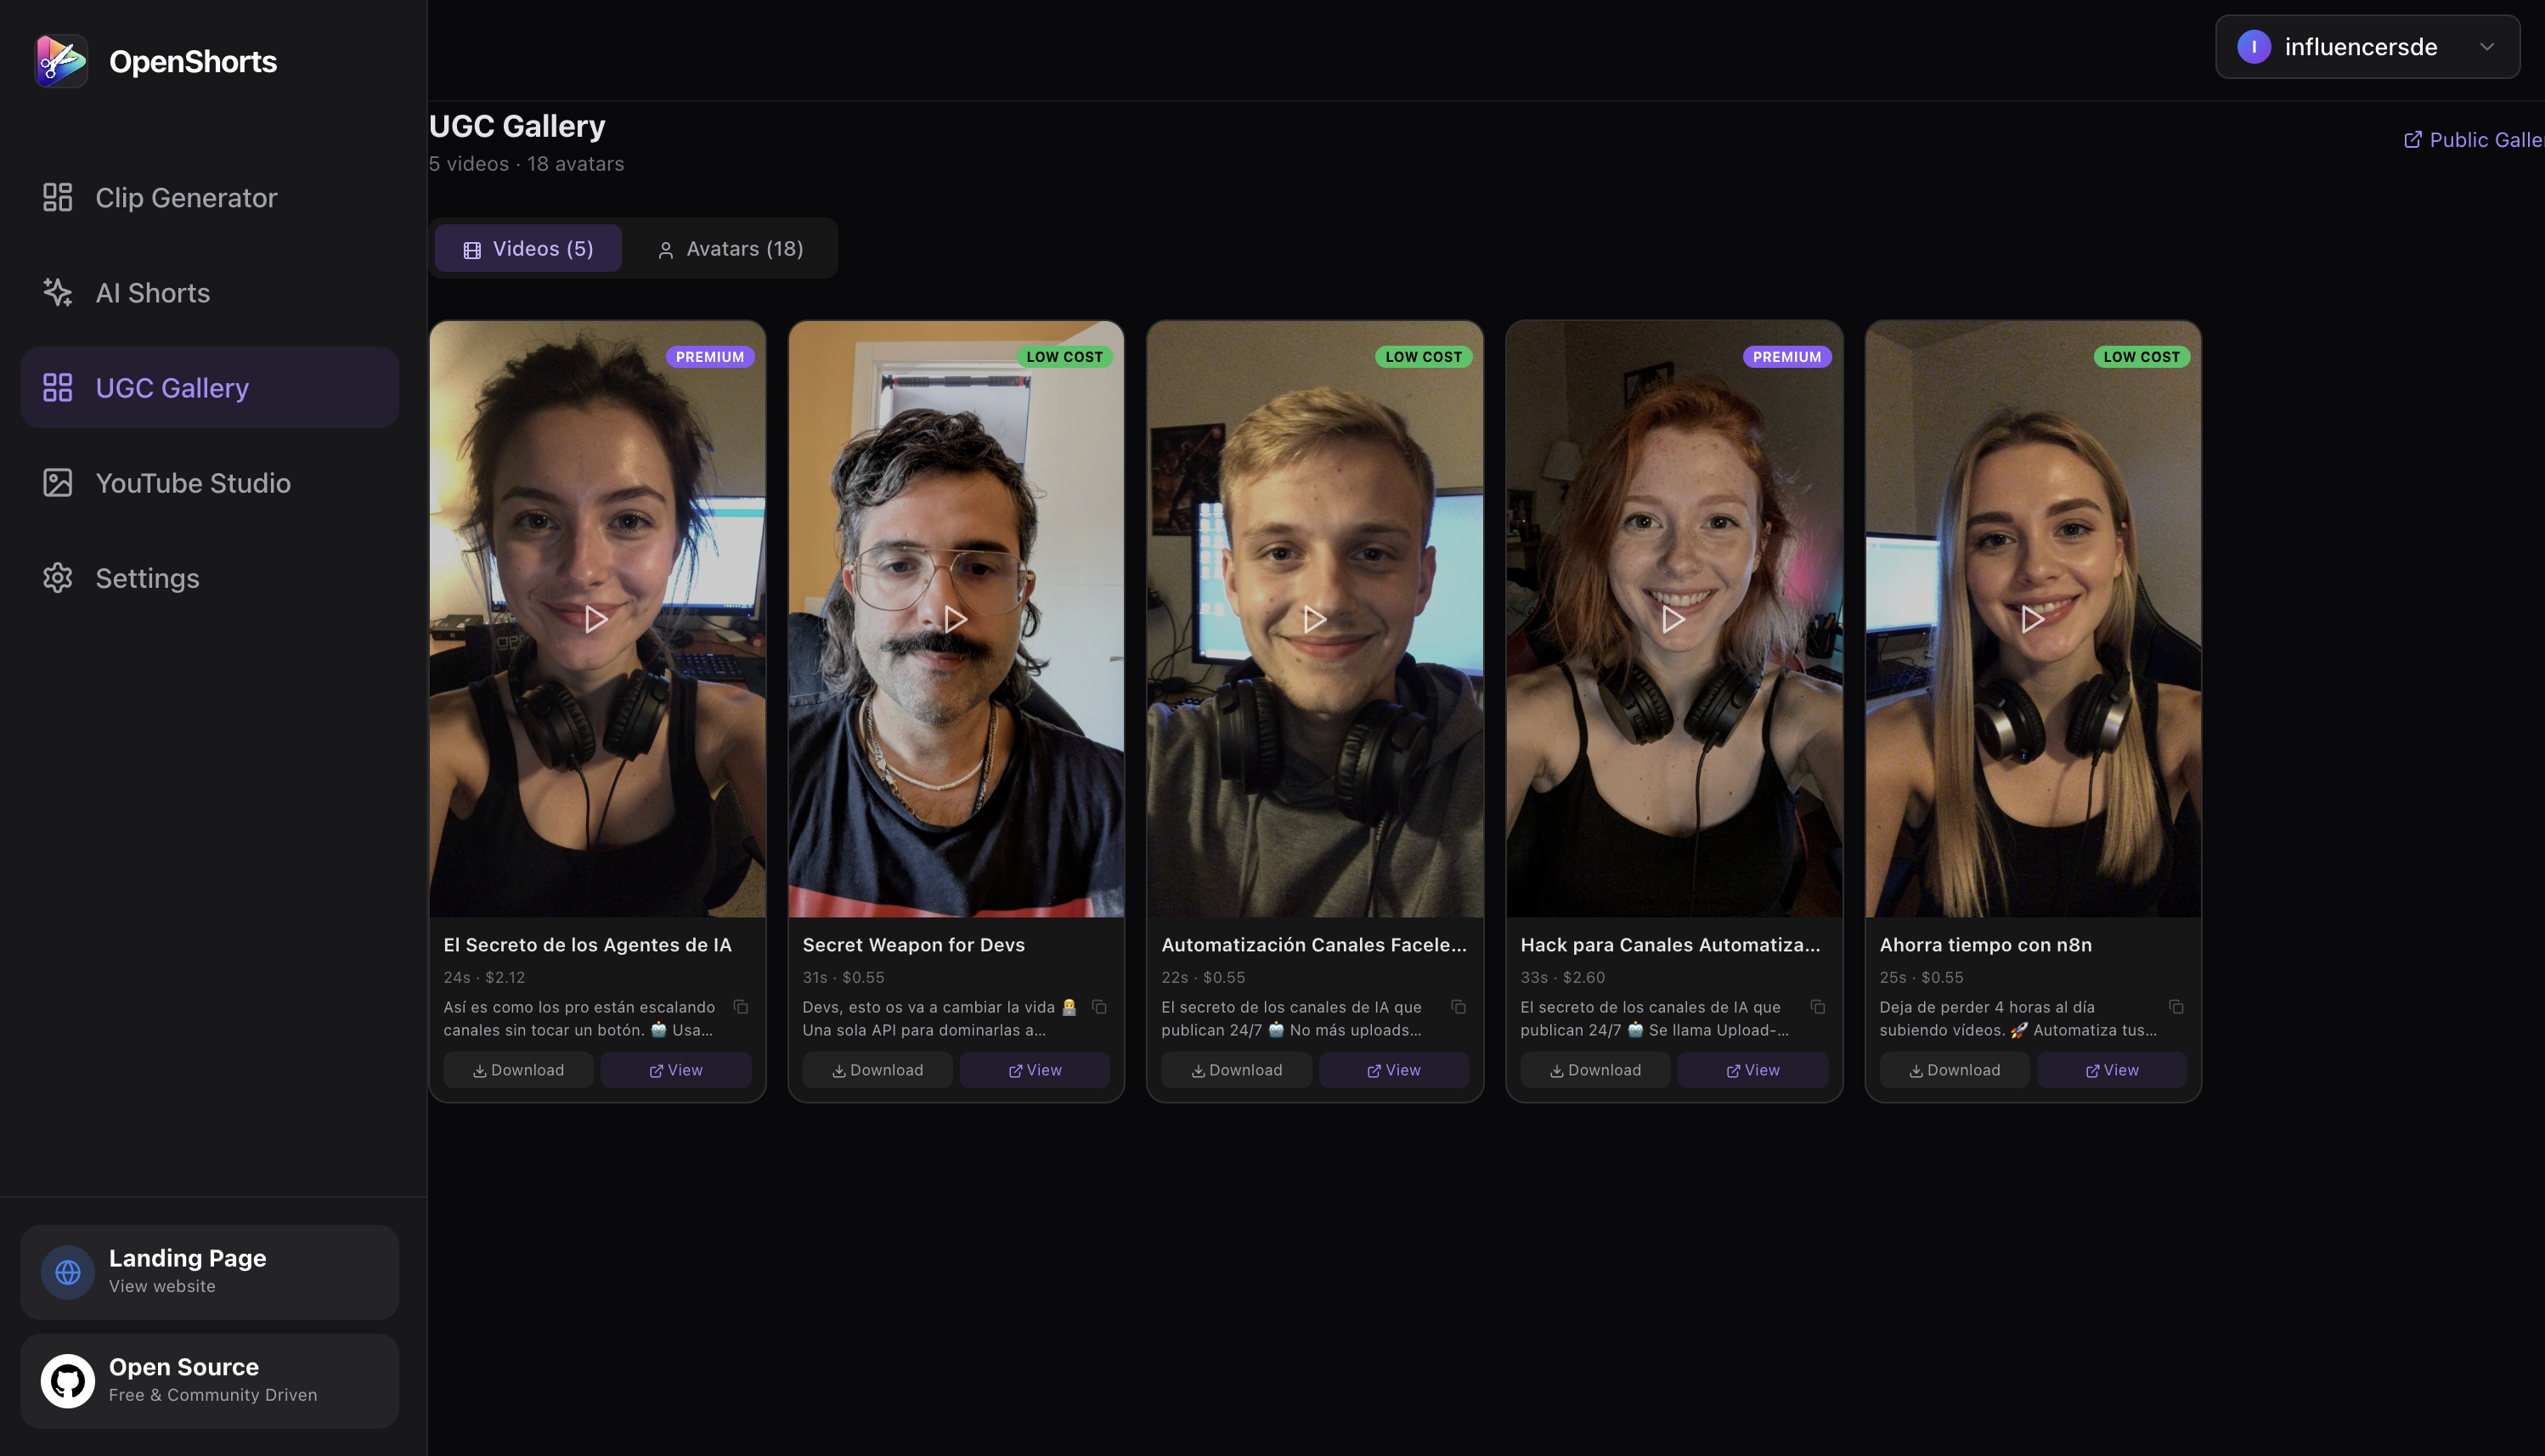 OpenShorts
Clip Generator
AI Shorts
UGC Gallery
YouTube Studio
Settings
Landing Page
View website
Open Source
Free & Community Driven
I influencersde
UGC Gallery
5 videos · 18 avatars
Public Galle
Videos (5)
Avatars (18)
PREMIUM
El Secreto de los Agentes de IA
24s · $2.12
Así es como los pro están escalando
canales sin tocar un botón. 🤖 Usa...
Download
View
LOW COST
Secret Weapon for Devs
31s · $0.55
Devs, esto os va a cambiar la vida 👨‍💻
Una sola API para dominarlas a...
Download
View
LOW COST
Automatización Canales Facele...
22s · $0.55
El secreto de los canales de IA que
publican 24/7 🤖 No más uploads...
Download
View
PREMIUM
Hack para Canales Automatiza...
33s · $2.60
El secreto de los canales de IA que
publican 24/7 🤖 Se llama Upload-...
Download
View
LOW COST
Ahorra tiempo con n8n
25s · $0.55
Deja de perder 4 horas al día
subiendo vídeos. 🚀 Automatiza tus...
Download
View